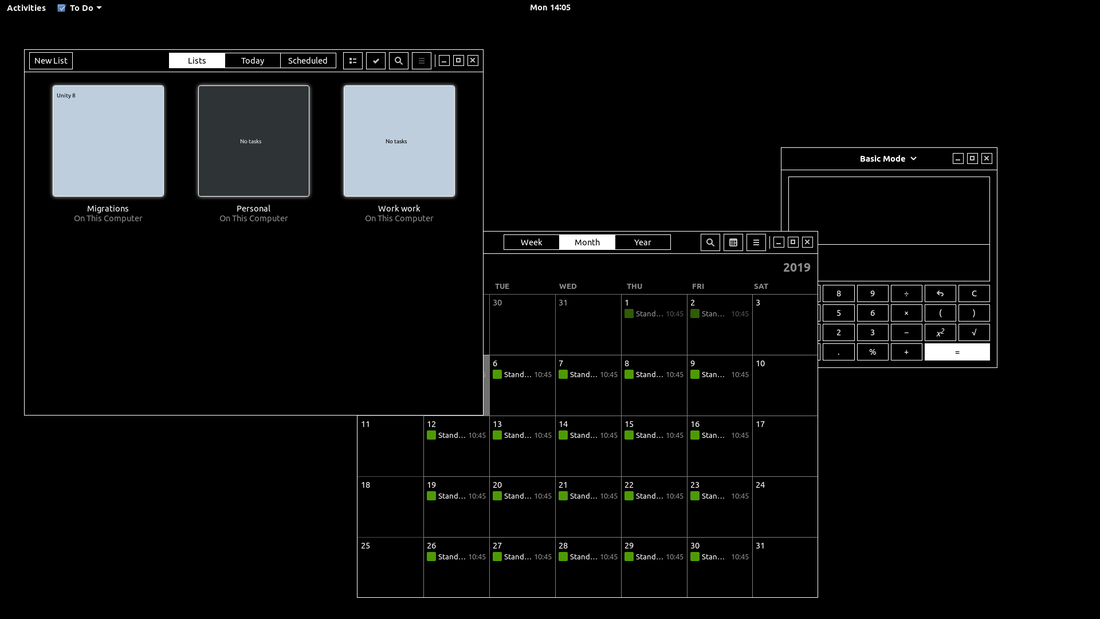 Activities To Do Mon 14:05
New List Lists Today Scheduled
Unity 8
No tasks
No tasks
Migrations
On This Computer
Personal
On This Computer
Work work
On This Computer
Basic Mode
8 9 ÷ C
5 6 × ( )
2 3 − x² √
. % + =
Week Month Year
2019
TUE WED THU FRI SAT
30 31 1 2 3
Stand… 10:45 Stan… 10:45
6 7 8 9 10
Stand… 10:45 Stand… 10:45 Stand… 10:45 Stan… 10:45
11 12 13 14 15 16 17
Stand… 10:45 Stand… 10:45 Stand… 10:45 Stand… 10:45 Stan… 10:45
18 19 20 21 22 23 24
Stand… 10:45 Stand… 10:45 Stand… 10:45 Stand… 10:45 Stan… 10:45
25 26 27 28 29 30 31
Stand… 10:45 Stand… 10:45 Stand… 10:45 Stand… 10:45 Stan… 10:45